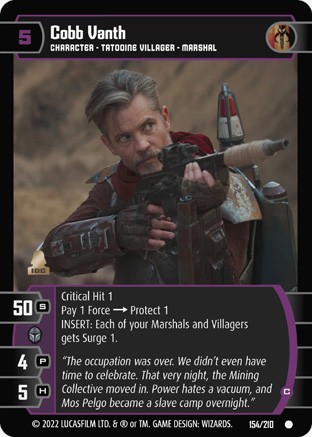 5 Cobb Vanth
CHARACTER • TATOOINE VILLAGER • MARSHAL
IDC
50 S
4 P
5 H
Critical Hit 1
Pay 1 Force → Protect 1
INSERT: Each of your Marshals and Villagers
gets Surge 1.
"The occupation was over. We didn't even have
time to celebrate. That very night, the Mining
Collective moved in. Power hates a vacuum, and
Mos Pelgo became a slave camp overnight."
C
© 2022 LUCASFILM LTD. & ® or TM. GAME DESIGN: WIZARDS. 154/210